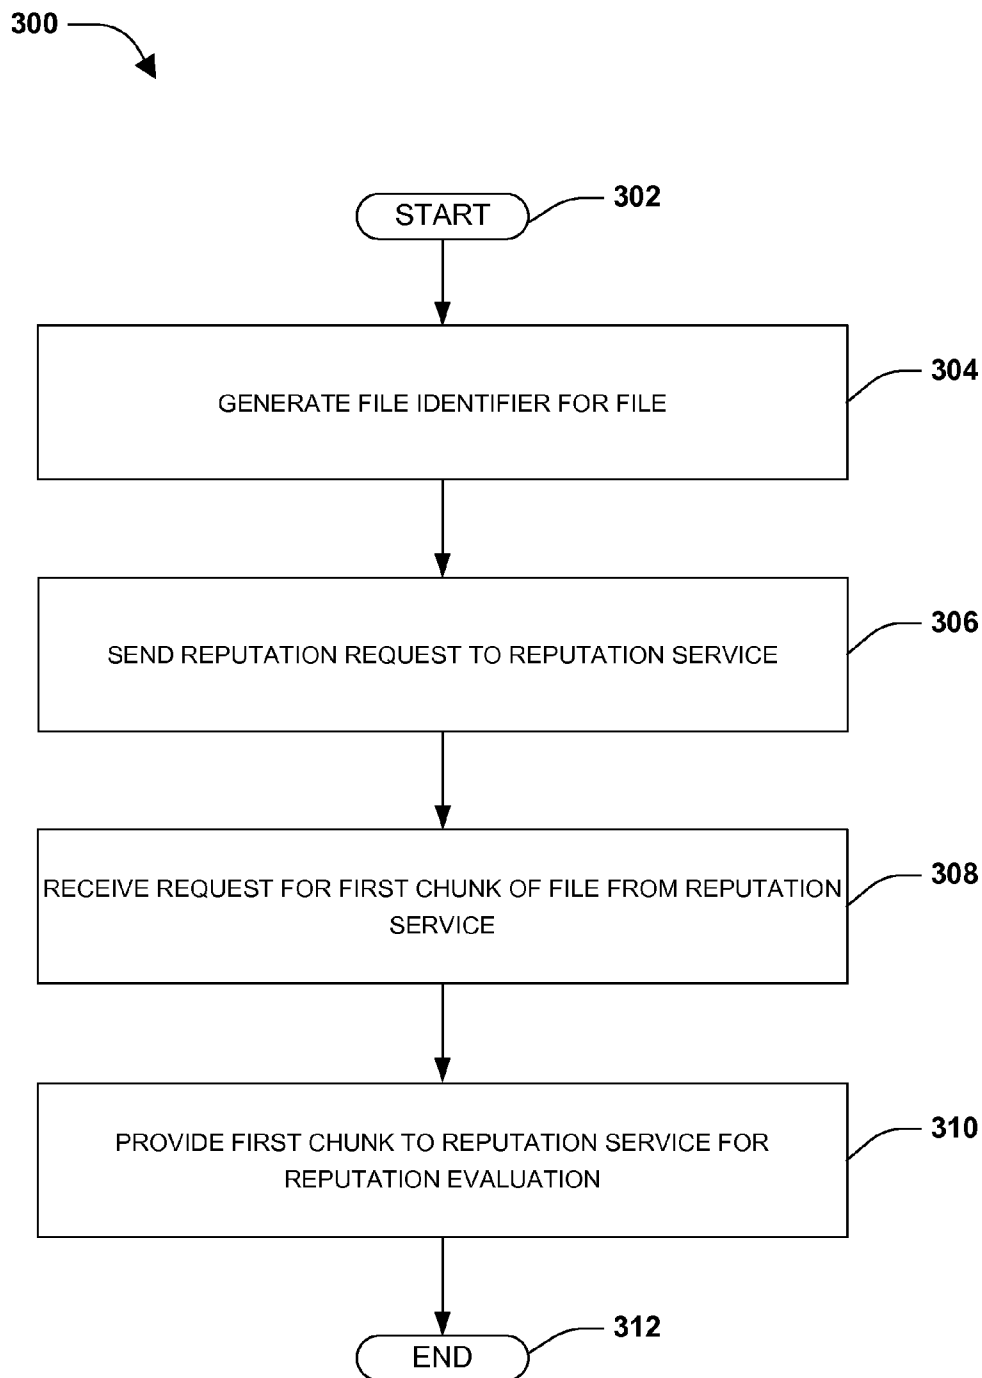 300
START
302
GENERATE FILE IDENTIFIER FOR FILE
304
SEND REPUTATION REQUEST TO REPUTATION SERVICE
306
RECEIVE REQUEST FOR FIRST CHUNK OF FILE FROM REPUTATION
SERVICE
308
PROVIDE FIRST CHUNK TO REPUTATION SERVICE FOR
REPUTATION EVALUATION
310
END
312